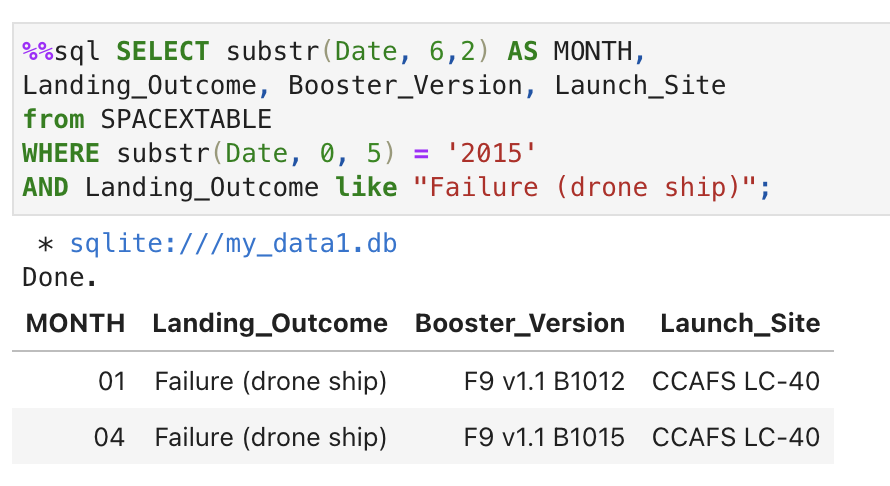 %%sql SELECT substr(Date, 6,2) AS MONTH,
Landing_Outcome, Booster_Version, Launch_Site
from SPACEXTABLE
WHERE substr(Date, 0, 5) = '2015'
AND Landing_Outcome like "Failure (drone ship)";
* sqlite:///my_data1.db
Done.
MONTH Landing_Outcome Booster_Version Launch_Site
01 Failure (drone ship) F9 v1.1 B1012 CCAFS LC-40
04 Failure (drone ship) F9 v1.1 B1015 CCAFS LC-40